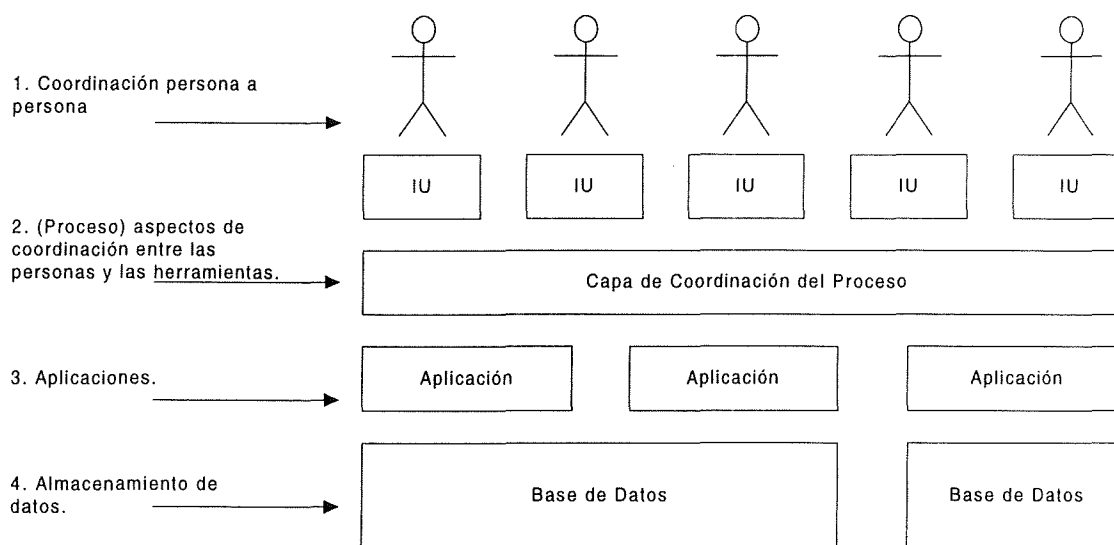 1. Coordinación persona a
persona
IU IU IU IU IU
2. (Proceso) aspectos de
coordinación entre las
personas y las herramientas.
Capa de Coordinación del Proceso
3. Aplicaciones.
Aplicación Aplicación Aplicación
4. Almacenamiento de
datos.
Base de Datos Base de Datos